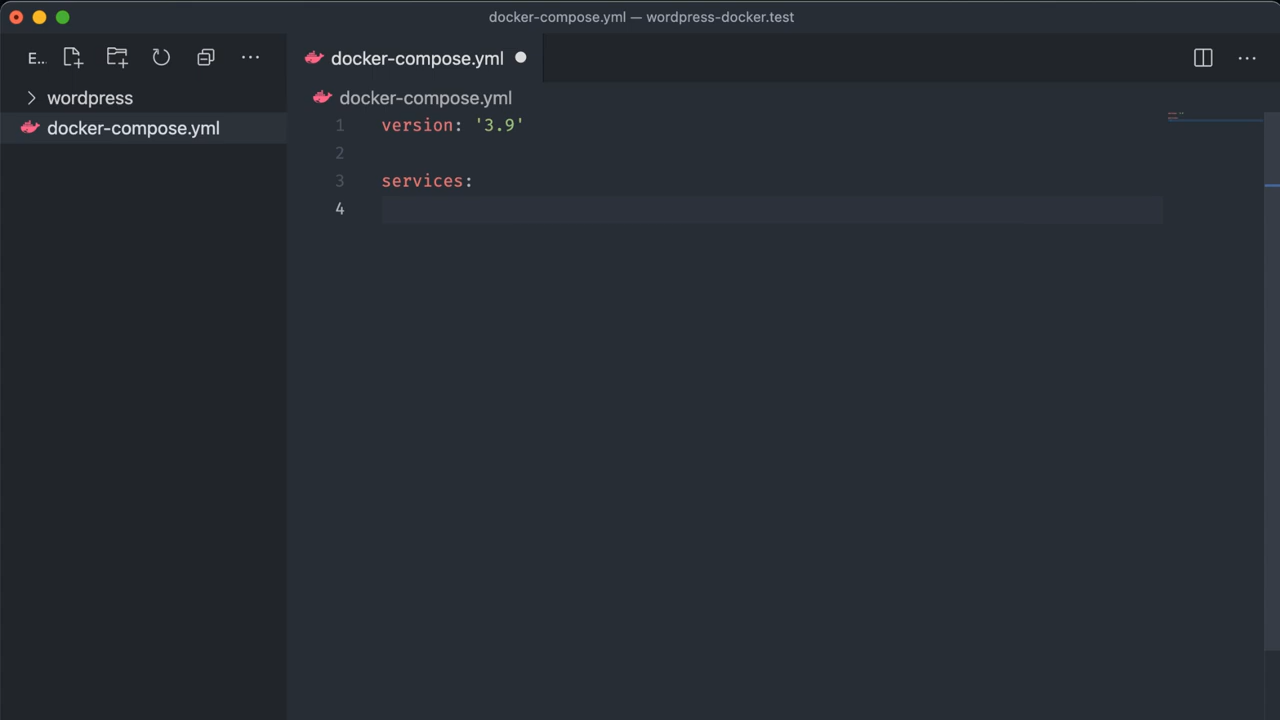 docker-compose.yml — wordpress-docker.test
E...
docker-compose.yml
wordpress
docker-compose.yml
docker-compose.yml
1 version: '3.9'
2
3 services:
4